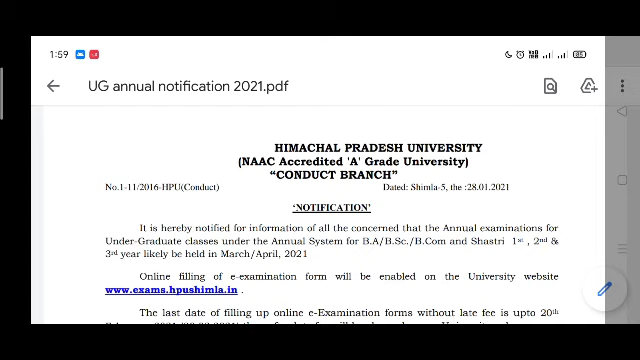 1:59
UG annual notification 2021.pdf
HIMACHAL PRADESH UNIVERSITY
(NAAC Accredited 'A' Grade University)
"CONDUCT BRANCH"
No.1-11/2016-HPU(Conduct) Dated: Shimla-5, the :28.01.2021
'NOTIFICATION'
It is hereby notified for information of all the concerned that the Annual examinations for
Under-Graduate classes under the Annual System for B.A/B.Sc./B.Com and Shastri 1st , 2nd &
3rd year likely be held in March/April, 2021
Online filling of e-examination form will be enabled on the University website
www.exams.hpushimla.in .
The last date of filling up online e-Examination forms without late fee is upto 20th